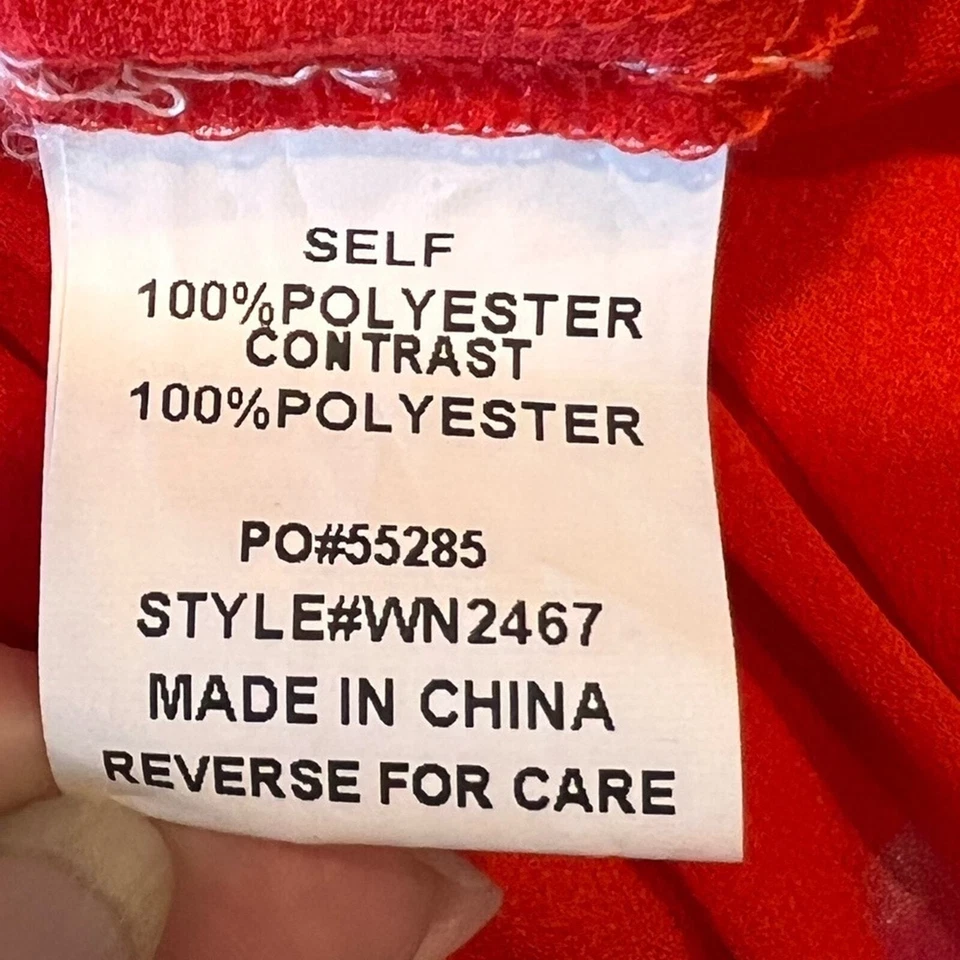 SELF
100%POLYESTER
CONTRAST
100%POLYESTER
PO#55285
STYLE#WN2467
MADE IN CHINA
REVERSE FOR CARE